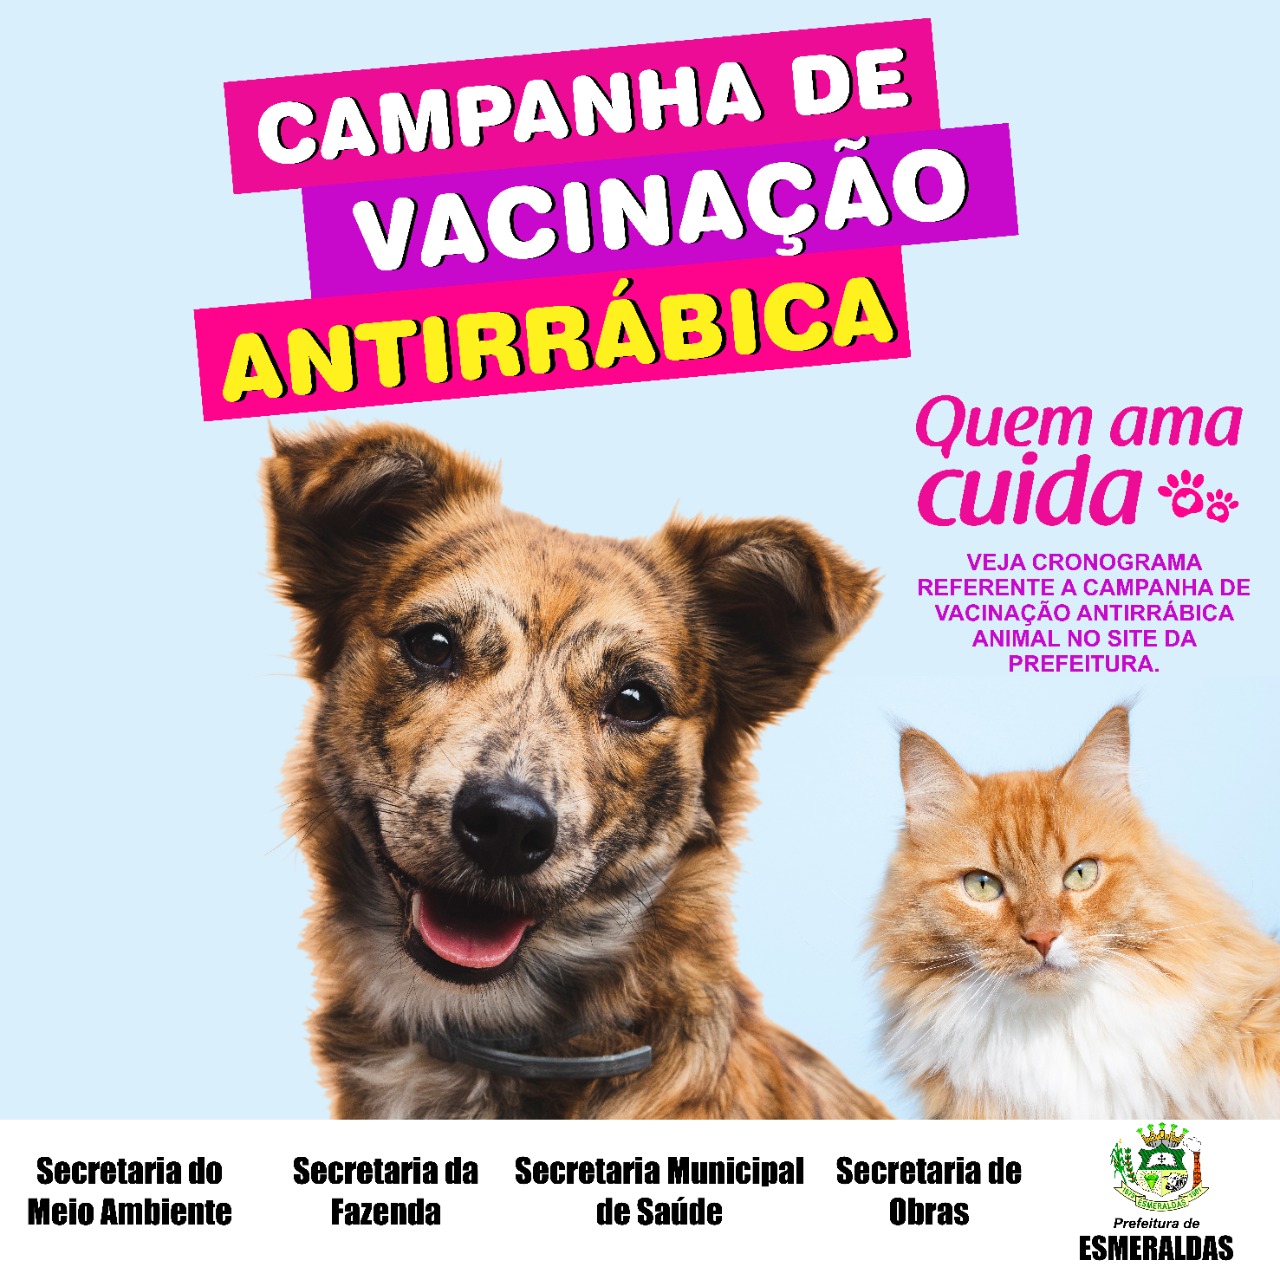 CAMPANHA DE
VACINAÇÃO
ANTIRRÁBICA
Quem ama
cuida
VEJA CRONOGRAMA
REFERENTE A CAMPANHA DE
VACINAÇÃO ANTIRRÁBICA
ANIMAL NO SITE DA
PREFEITURA.
Secretaria do
Meio Ambiente
Secretaria da
Fazenda
Secretaria Municipal
de Saúde
Secretaria de
Obras
ESMERALDAS
Prefeitura de
ESMERALDAS